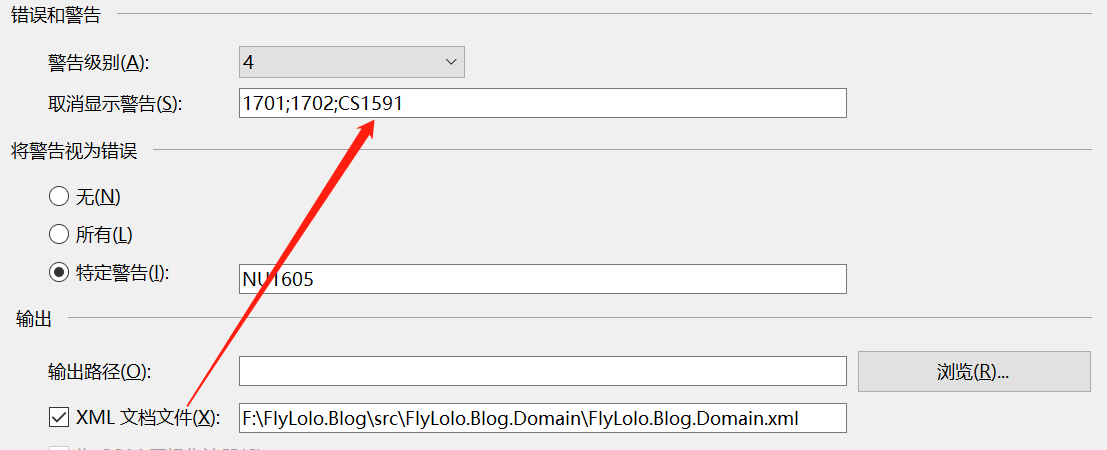 错误和警告
警告级别(A):
4
取消显示警告(S):
1701;1702;CS1591
将警告视为错误
无(N)
所有(L)
特定警告(I):
NU1605
输出
输出路径(O):
浏览(R)...
XML 文档文件(X):
F:\FlyLolo.Blog\src\FlyLolo.Blog.Domain\FlyLolo.Blog.Domain.xml